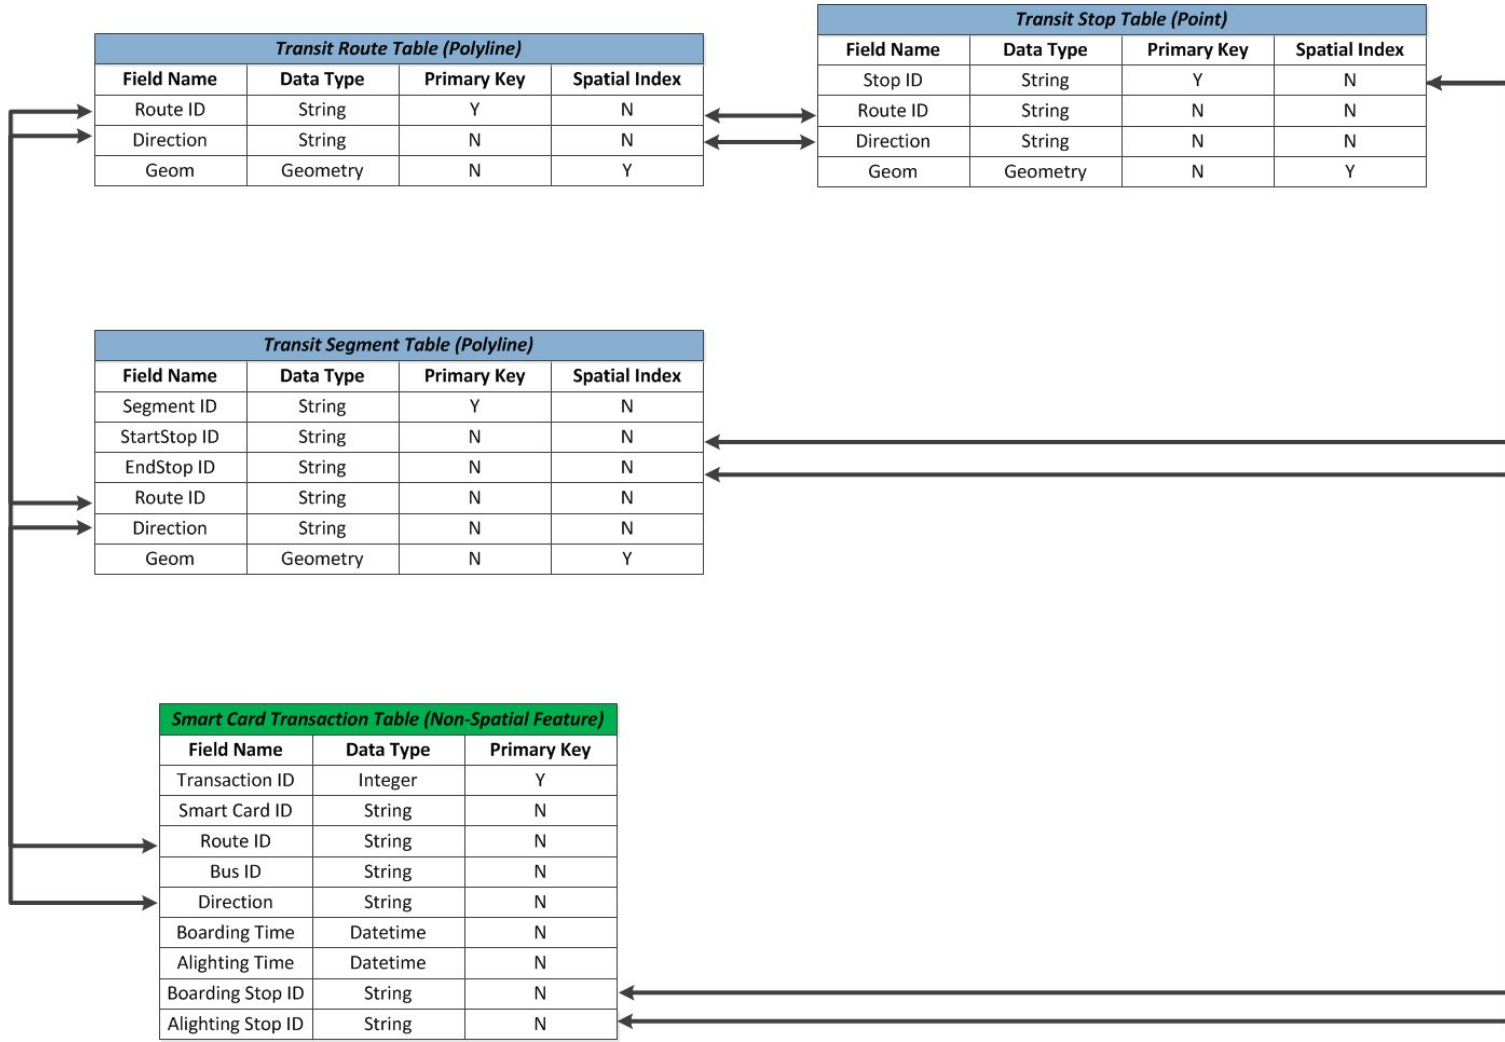 Transit Route Table (Polyline)
Field Name Data Type Primary Key Spatial Index
Route ID String Y N
Direction String N N
Geom Geometry N Y
Transit Stop Table (Point)
Field Name Data Type Primary Key Spatial Index
Stop ID String Y N
Route ID String N N
Direction String N N
Geom Geometry N Y
Transit Segment Table (Polyline)
Field Name Data Type Primary Key Spatial Index
Segment ID String Y N
StartStop ID String N N
EndStop ID String N N
Route ID String N N
Direction String N N
Geom Geometry N Y
Smart Card Transaction Table (Non-Spatial Feature)
Field Name Data Type Primary Key
Transaction ID Integer Y
Smart Card ID String N
Route ID String N
Bus ID String N
Direction String N
Boarding Time Datetime N
Alighting Time Datetime N
Boarding Stop ID String N
Alighting Stop ID String N